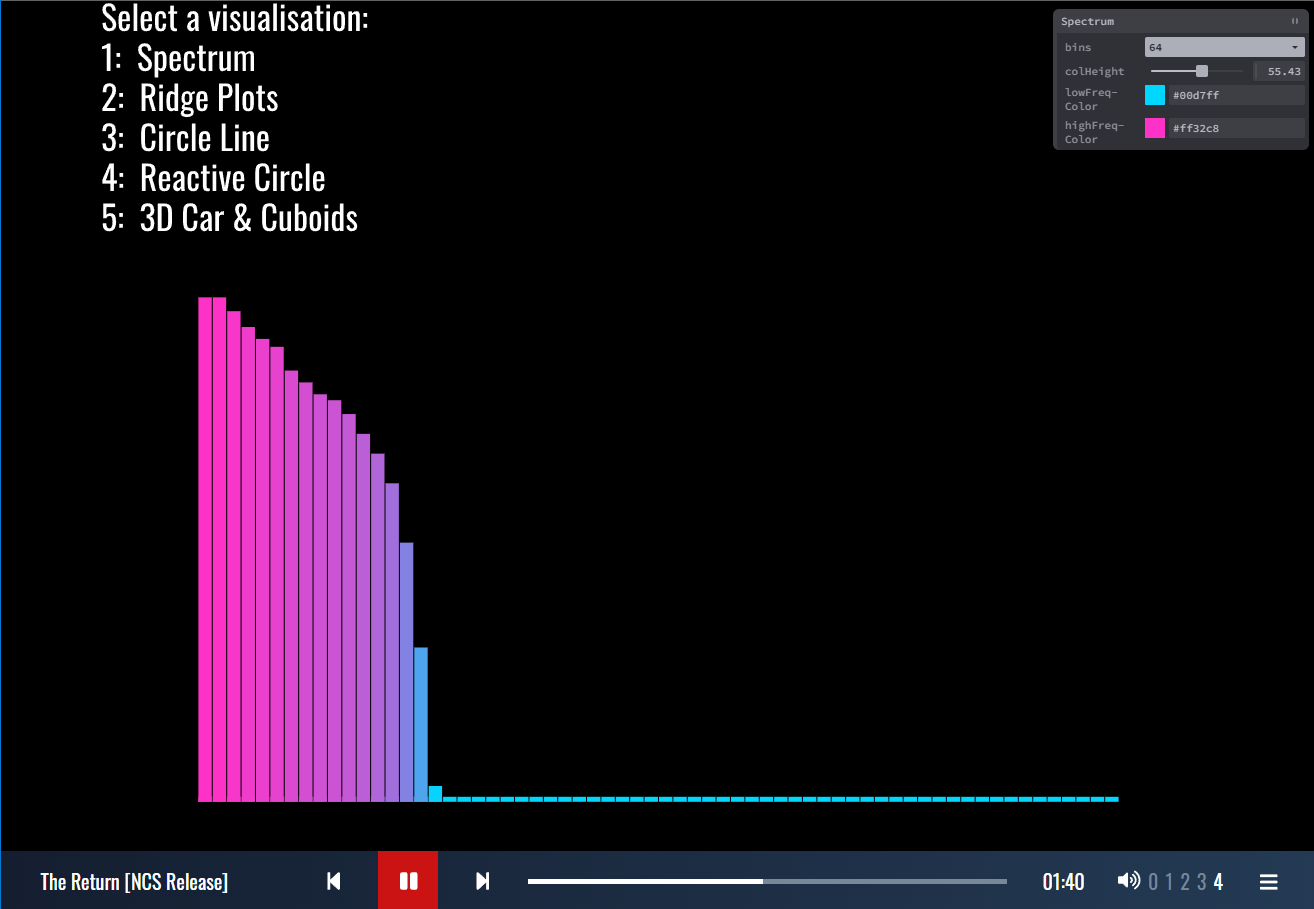 Select a visualisation:
1: Spectrum
2: Ridge Plots
3: Circle Line
4: Reactive Circle
5: 3D Car & Cuboids
Spectrum
bins 64
colHeight 55.43
lowFreq-
Color #00d7ff
highFreq-
Color #ff32c8
The Return [NCS Release] 01:40 0 1 2 3 4